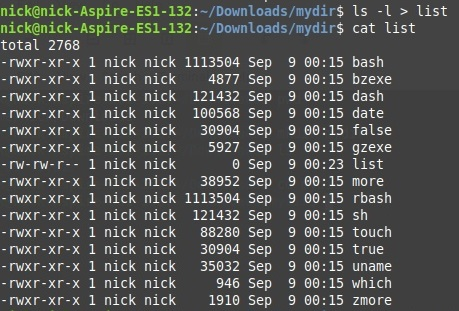 nick@nick-Aspire-ES1-132:~/Downloads/mydir$ ls -l > list
nick@nick-Aspire-ES1-132:~/Downloads/mydir$ cat list
total 2768
-rwxr-xr-x 1 nick nick 1113504 Sep  9 00:15 bash
-rwxr-xr-x 1 nick nick    4877 Sep  9 00:15 bzexe
-rwxr-xr-x 1 nick nick  121432 Sep  9 00:15 dash
-rwxr-xr-x 1 nick nick  100568 Sep  9 00:15 date
-rwxr-xr-x 1 nick nick   30904 Sep  9 00:15 false
-rwxr-xr-x 1 nick nick    5927 Sep  9 00:15 gzexe
-rw-rw-r-- 1 nick nick       0 Sep  9 00:23 list
-rwxr-xr-x 1 nick nick   38952 Sep  9 00:15 more
-rwxr-xr-x 1 nick nick 1113504 Sep  9 00:15 rbash
-rwxr-xr-x 1 nick nick  121432 Sep  9 00:15 sh
-rwxr-xr-x 1 nick nick   88280 Sep  9 00:15 touch
-rwxr-xr-x 1 nick nick   30904 Sep  9 00:15 true
-rwxr-xr-x 1 nick nick   35032 Sep  9 00:15 uname
-rwxr-xr-x 1 nick nick     946 Sep  9 00:15 which
-rwxr-xr-x 1 nick nick    1910 Sep  9 00:15 zmore